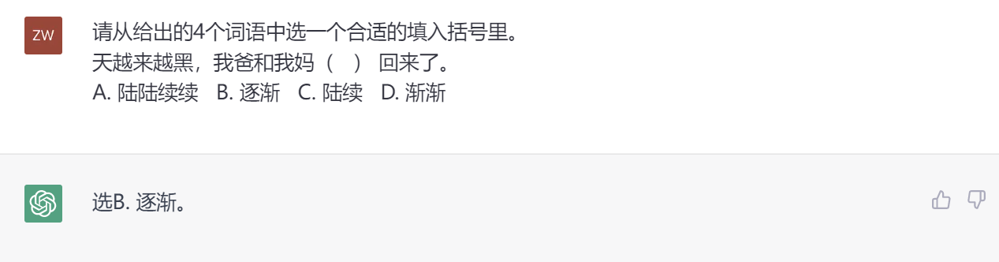 ZW
请从给出的4个词语中选一个合适的填入括号里。
天越来越黑，我爸和我妈（　） 回来了。
A. 陆陆续续 B. 逐渐 C. 陆续 D. 渐渐
选B. 逐渐。